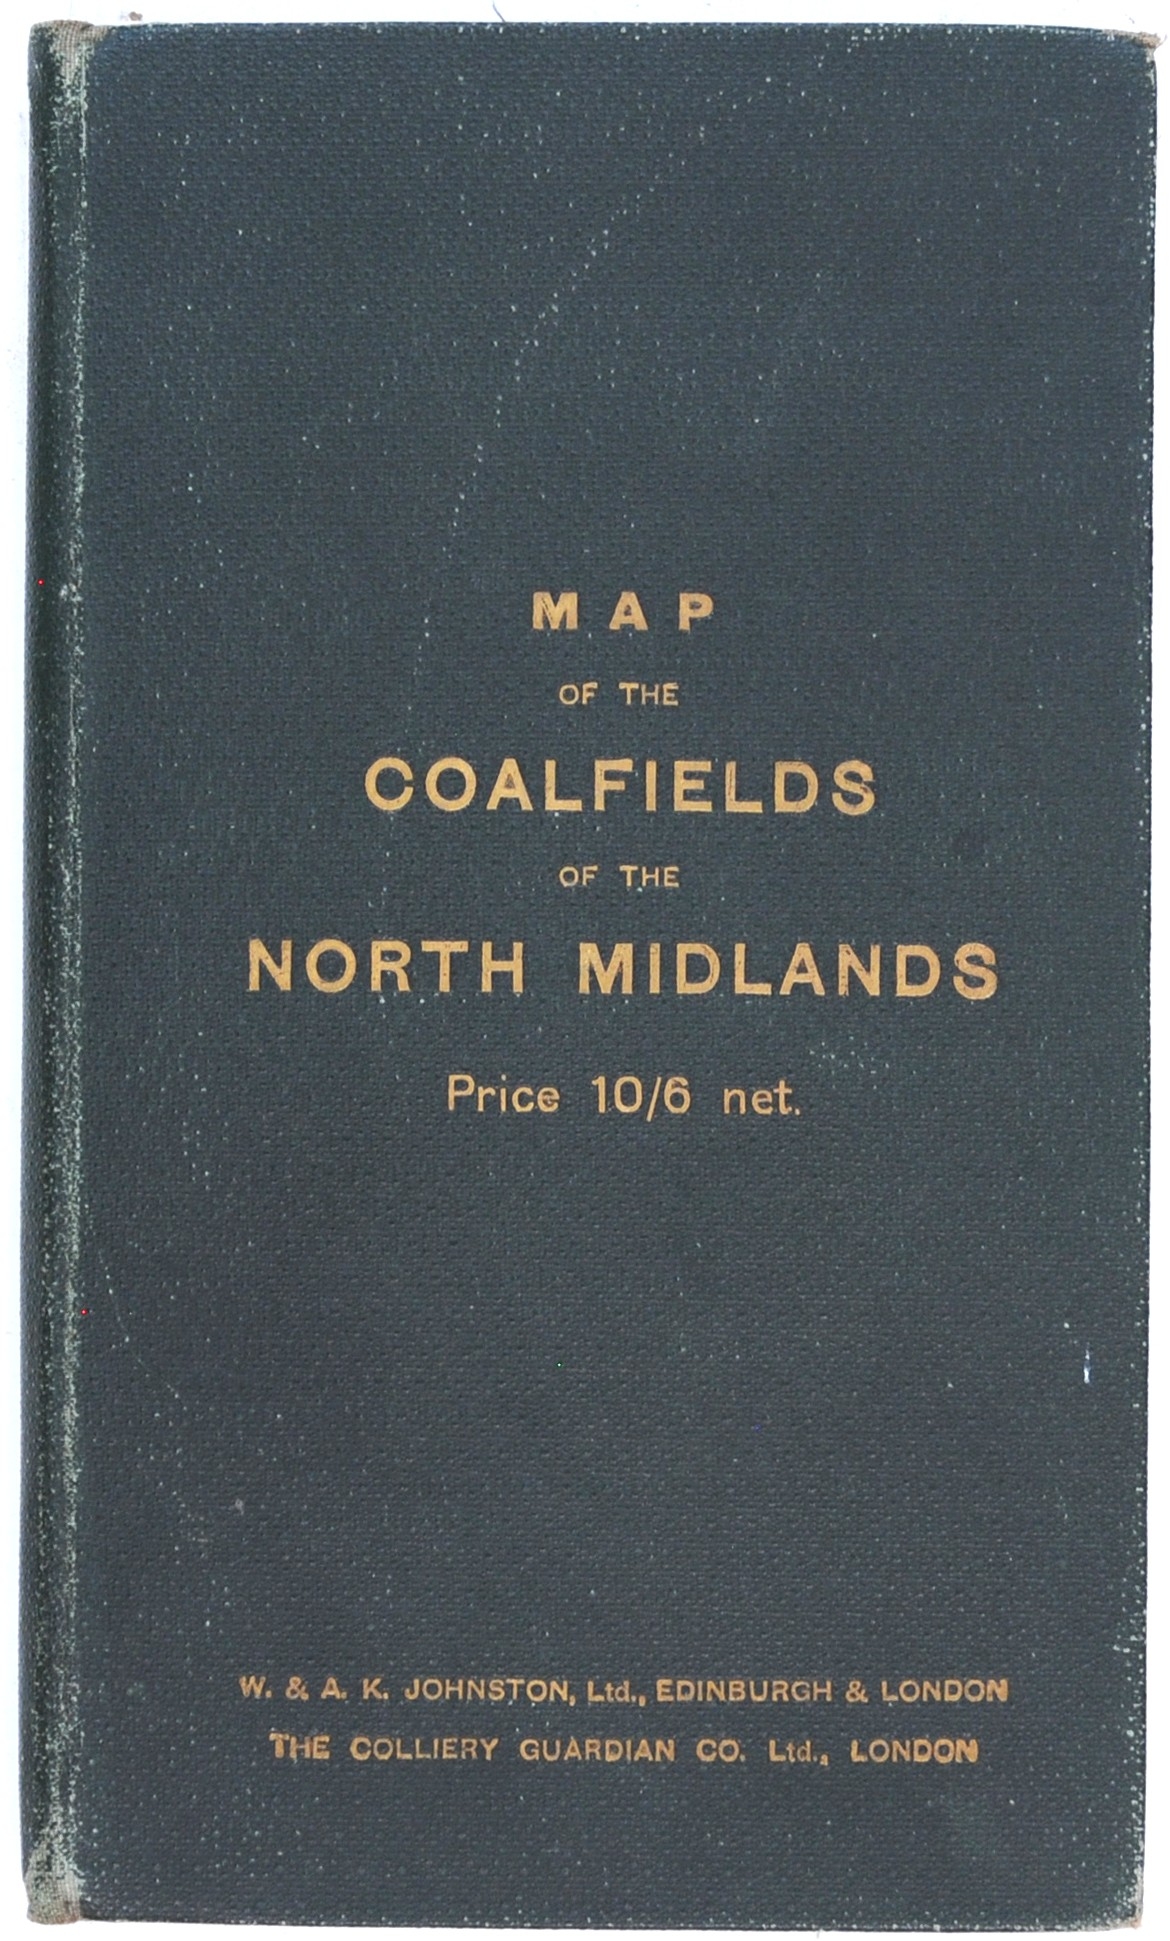 MAP
OF THE
COALFIELDS
OF THE
NORTH MIDLANDS
Price 10/6 net.
W. & A. K. JOHNSTON, Ltd., EDINBURGH & LONDON
THE COLLIERY GUARDIAN CO. Ltd., LONDON